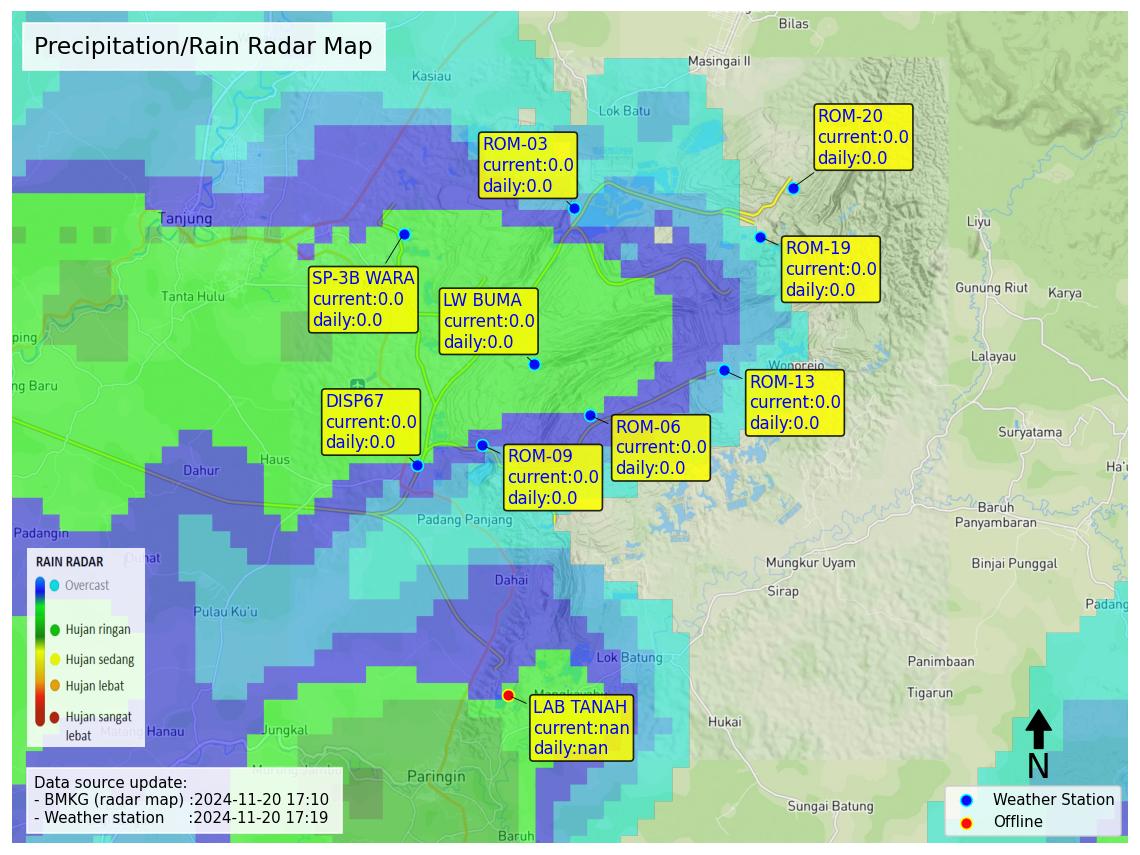 Precipitation/Rain Radar Map
Bilas
Masingai II
Kasiau
Lok Batu
ROM-20
current:0.0
daily:0.0
ROM-03
current:0.0
daily:0.0
Tanjung
Liyu
ROM-19
current:0.0
daily:0.0
SP-3B WARA
current:0.0
daily:0.0
LW BUMA
current:0.0
daily:0.0
Tanta Hulu
Gunung Riut
Karya
ping
Lalayau
Wonorejo
ng Baru
ROM-13
current:0.0
daily:0.0
DISP67
current:0.0
daily:0.0
ROM-06
current:0.0
daily:0.0
Suryatama
ROM-09
current:0.0
daily:0.0
Haus
Dahur
Ha'u
Baruh
Panyambaran
Padang Panjang
Padangin
Mungkur Uyam
Binjai Punggal
Dahai
Sirap
Padang
Pulau Ku'u
RAIN RADAR
Overcast
Hujan ringan
Hujan sedang
Hujan lebat
Hujan sangat
lebat
Lok Batung
Panimbaan
Tigarun
LAB TANAH
current:nan
daily:nan
Hukai
Jungkal
Paringin
Sungai Batung
Baruh
N
Data source update:
- BMKG (radar map) :2024-11-20 17:10
- Weather station :2024-11-20 17:19
Weather Station
Offline